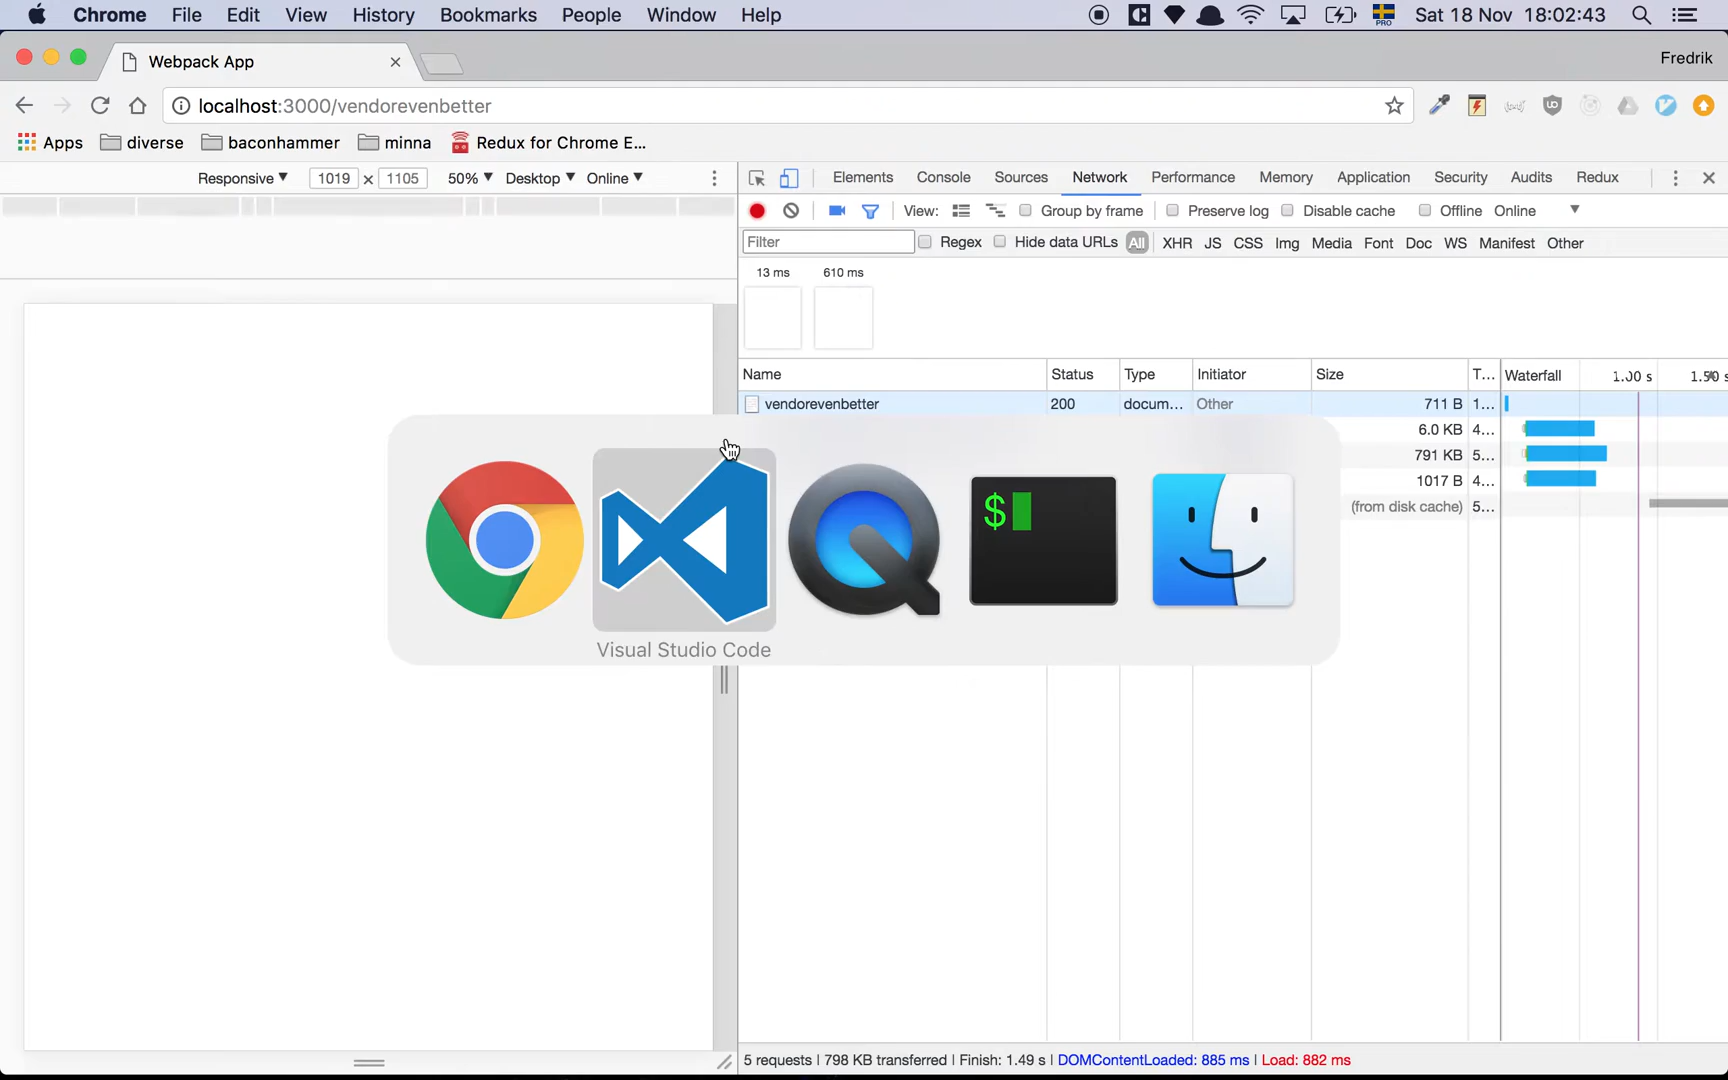 Chrome File Edit View History Bookmarks People Window Help PRO Sat 18 Nov 18:02:43
Webpack App Fredrik
localhost:3000/vendorevenbetter
Apps diverse baconhammer minna Redux for Chrome E...
Responsive 1019 x 1105 50% Desktop Online
Elements Console Sources Network Performance Memory Application Security Audits Redux
View: Group by frame Preserve log Disable cache Offline Online
Filter Regex Hide data URLs All XHR JS CSS Img Media Font Doc WS Manifest Other
13 ms 610 ms
Name Status Type Initiator Size T... Waterfall 1.00 s
vendorevenbetter 200 docum... Other 711 B 1...
6.0 KB 4...
791 KB 5...
1017 B 4...
(from disk cache) 5...
$
Visual Studio Code
5 requests | 798 KB transferred | Finish: 1.49 s | DOMContentLoaded: 885 ms | Load: 882 ms